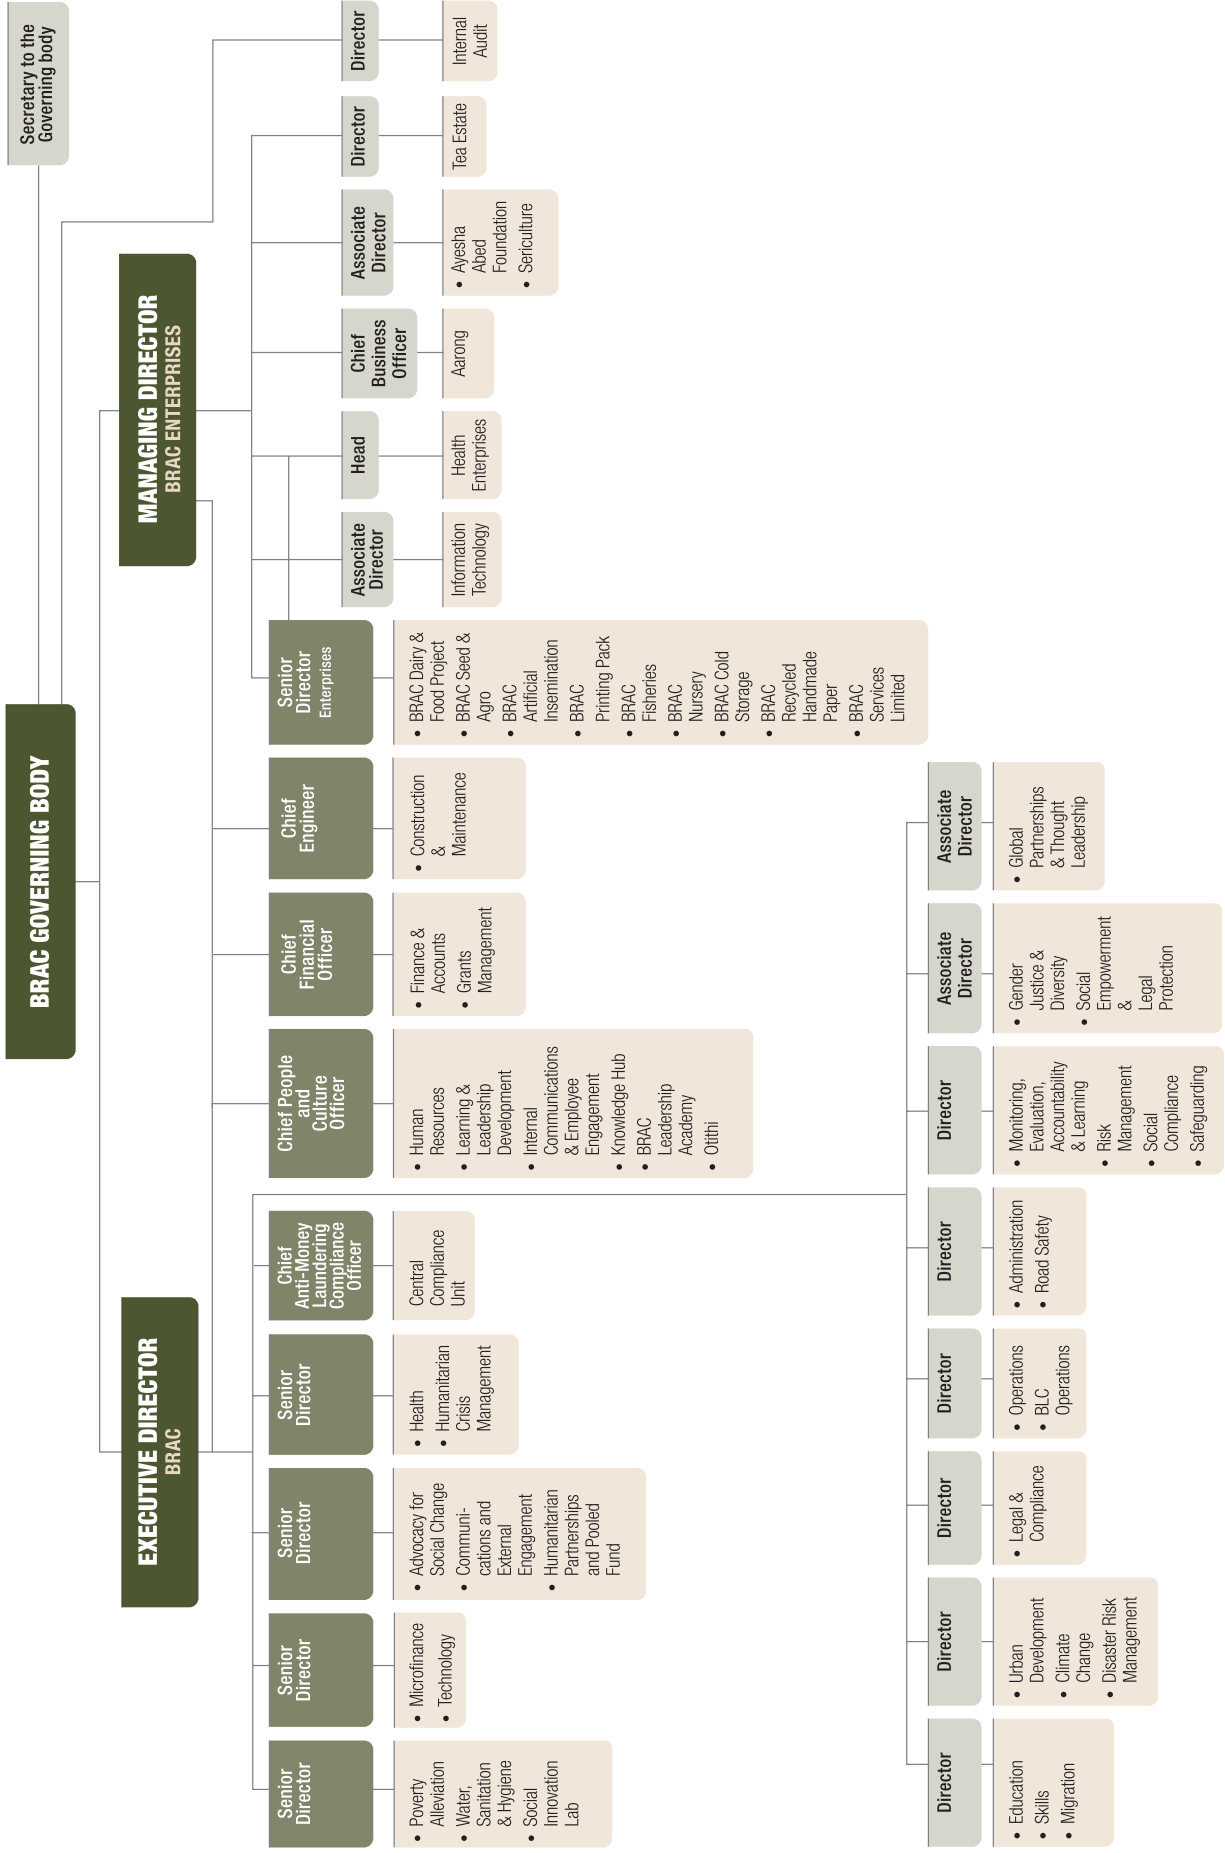 BRAC GOVERNING BODY
Secretary to the
Governing body
EXECUTIVE DIRECTOR
BRAC
MANAGING DIRECTOR
BRAC ENTERPRISES
Senior
Director
• Poverty
Alleviation
• Water,
Sanitation
& Hygiene
• Social
Innovation
Lab
Senior
Director
• Microfinance
• Technology
Senior
Director
• Advocacy for
Social Change
• Communi-
cations and
External
Engagement
• Humanitarian
Partnerships
and Pooled
Fund
Senior
Director
• Health
• Humanitarian
Crisis
Management
Chief
Anti-Money
Laundering
Compliance
Officer
Central
Compliance
Unit
Chief People
and
Culture
Officer
• Human
Resources
• Learning &
Leadership
Development
• Internal
Communications
& Employee
Engagement
• Knowledge Hub
• BRAC
Leadership
Academy
• Otithi
Chief
Financial
Officer
• Finance &
Accounts
• Grants
Management
Chief
Engineer
• Construction
&
Maintenance
Senior
Director
Enterprises
• BRAC Dairy &
Food Project
• BRAC Seed &
Agro
• BRAC
Artificial
Insemination
• BRAC
Printing Pack
• BRAC
Fisheries
• BRAC
Nursery
• BRAC Cold
Storage
• BRAC
Recycled
Handmade
Paper
• BRAC
Services
Limited
Associate
Director
Information
Technology
Head
Health
Enterprises
Chief
Business
Officer
Aarong
Associate
Director
• Ayesha
Abed
Foundation
• Sericulture
Director
Tea Estate
Director
Internal
Audit
Director
• Education
• Skills
• Migration
Director
• Urban
Development
• Climate
Change
• Disaster Risk
Management
Director
• Legal &
Compliance
Director
• Operations
• BLC
Operations
Director
• Administration
• Road Safety
Director
• Monitoring,
Evaluation,
Accountability
& Learning
• Risk
Management
• Social
Compliance
• Safeguarding
Associate
Director
• Gender
Justice &
Diversity
• Social
Empowerment
&
Legal
Protection
Associate
Director
• Global
Partnerships
& Thought
Leadership